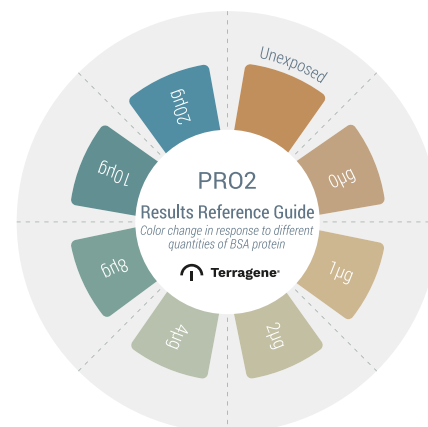 Unexposed
0µg
1µg
2µg
4µg
8µg
10µg
20µg
PRO2
Results Reference Guide
Color change in response to different
quantities of BSA protein
Terragene®